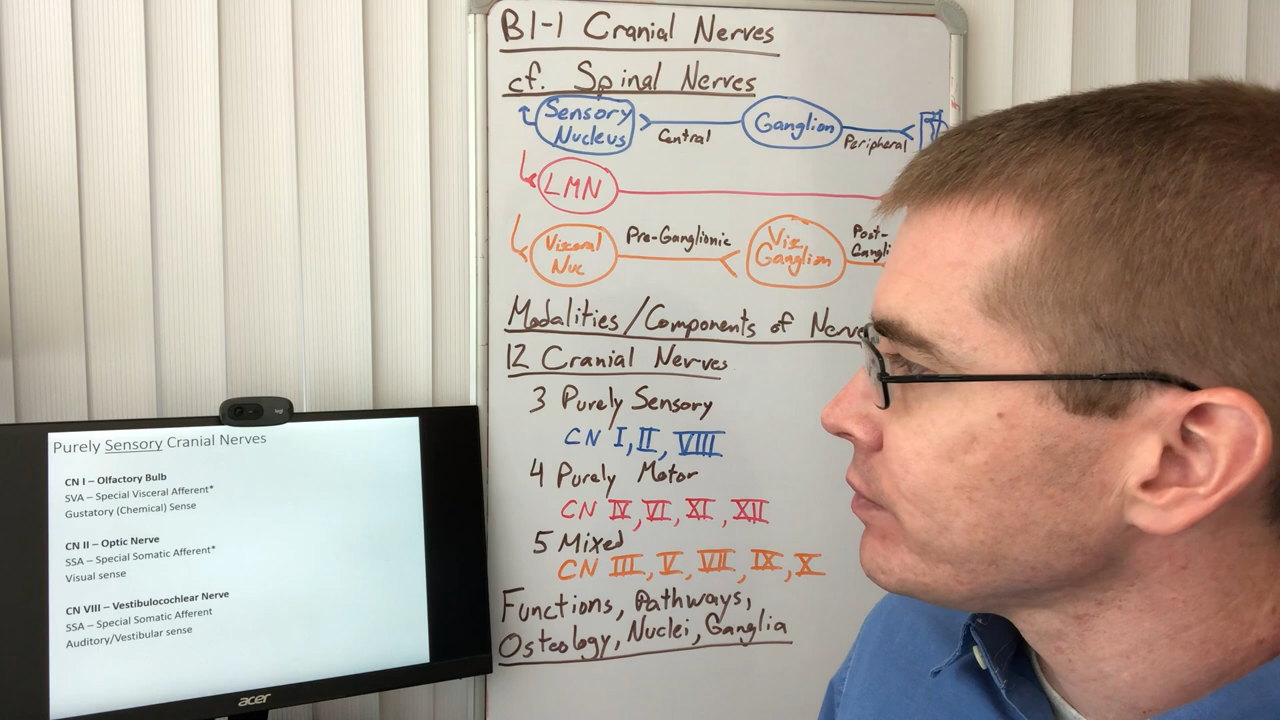 B1-1 Cranial Nerves
cf. Spinal Nerves
Sensory
Nucleus
Central
Ganglion
Peripheral
LMN
Visceral
Nuc
Pre-Ganglionic
Visc
Ganglion
Post-
Modalities/Components of
12 Cranial Nerves
3 Purely Sensory
CN I, II, VIII
4 Purely Motor
CN IV, VI, XI, XII
5 Mixed
CN III, V, VII, IX, X
Functions, Pathways,
Osteology, Nuclei, Ganglia
Purely Sensory Cranial Nerves
CN I – Olfactory Bulb
SVA – Special Visceral Afferent*
Gustatory (Chemical) Sense
CN II – Optic Nerve
SSA – Special Somatic Afferent*
Visual sense
CN VIII – Vestibulocochlear Nerve
SSA – Special Somatic Afferent
Auditory/Vestibular sense
acer
logi